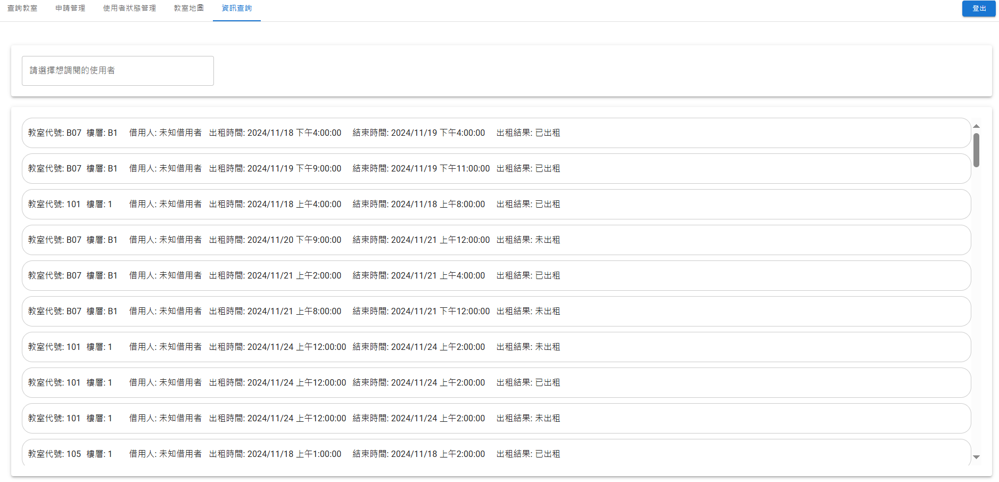 查詢教室 申請管理 使用者狀態管理 教室地圖 資訊查詢 登出
請選擇想調閱的使用者
教室代號: B07 樓層: B1 借用人: 未知借用者 出租時間: 2024/11/18 下午4:00:00 結束時間: 2024/11/19 下午4:00:00 出租結果: 已出租
教室代號: B07 樓層: B1 借用人: 未知借用者 出租時間: 2024/11/19 下午9:00:00 結束時間: 2024/11/19 下午11:00:00 出租結果: 已出租
教室代號: 101 樓層: 1 借用人: 未知借用者 出租時間: 2024/11/18 上午4:00:00 結束時間: 2024/11/18 上午8:00:00 出租結果: 已出租
教室代號: B07 樓層: B1 借用人: 未知借用者 出租時間: 2024/11/20 下午9:00:00 結束時間: 2024/11/21 上午12:00:00 出租結果: 未出租
教室代號: B07 樓層: B1 借用人: 未知借用者 出租時間: 2024/11/21 上午2:00:00 結束時間: 2024/11/21 上午4:00:00 出租結果: 已出租
教室代號: B07 樓層: B1 借用人: 未知借用者 出租時間: 2024/11/21 上午8:00:00 結束時間: 2024/11/21 下午12:00:00 出租結果: 未出租
教室代號: 101 樓層: 1 借用人: 未知借用者 出租時間: 2024/11/24 上午12:00:00 結束時間: 2024/11/24 上午2:00:00 出租結果: 未出租
教室代號: 101 樓層: 1 借用人: 未知借用者 出租時間: 2024/11/24 上午12:00:00 結束時間: 2024/11/24 上午2:00:00 出租結果: 已出租
教室代號: 101 樓層: 1 借用人: 未知借用者 出租時間: 2024/11/24 上午12:00:00 結束時間: 2024/11/24 上午2:00:00 出租結果: 未出租
教室代號: 105 樓層: 1 借用人: 未知借用者 出租時間: 2024/11/18 上午1:00:00 結束時間: 2024/11/18 上午2:00:00 出租結果: 已出租